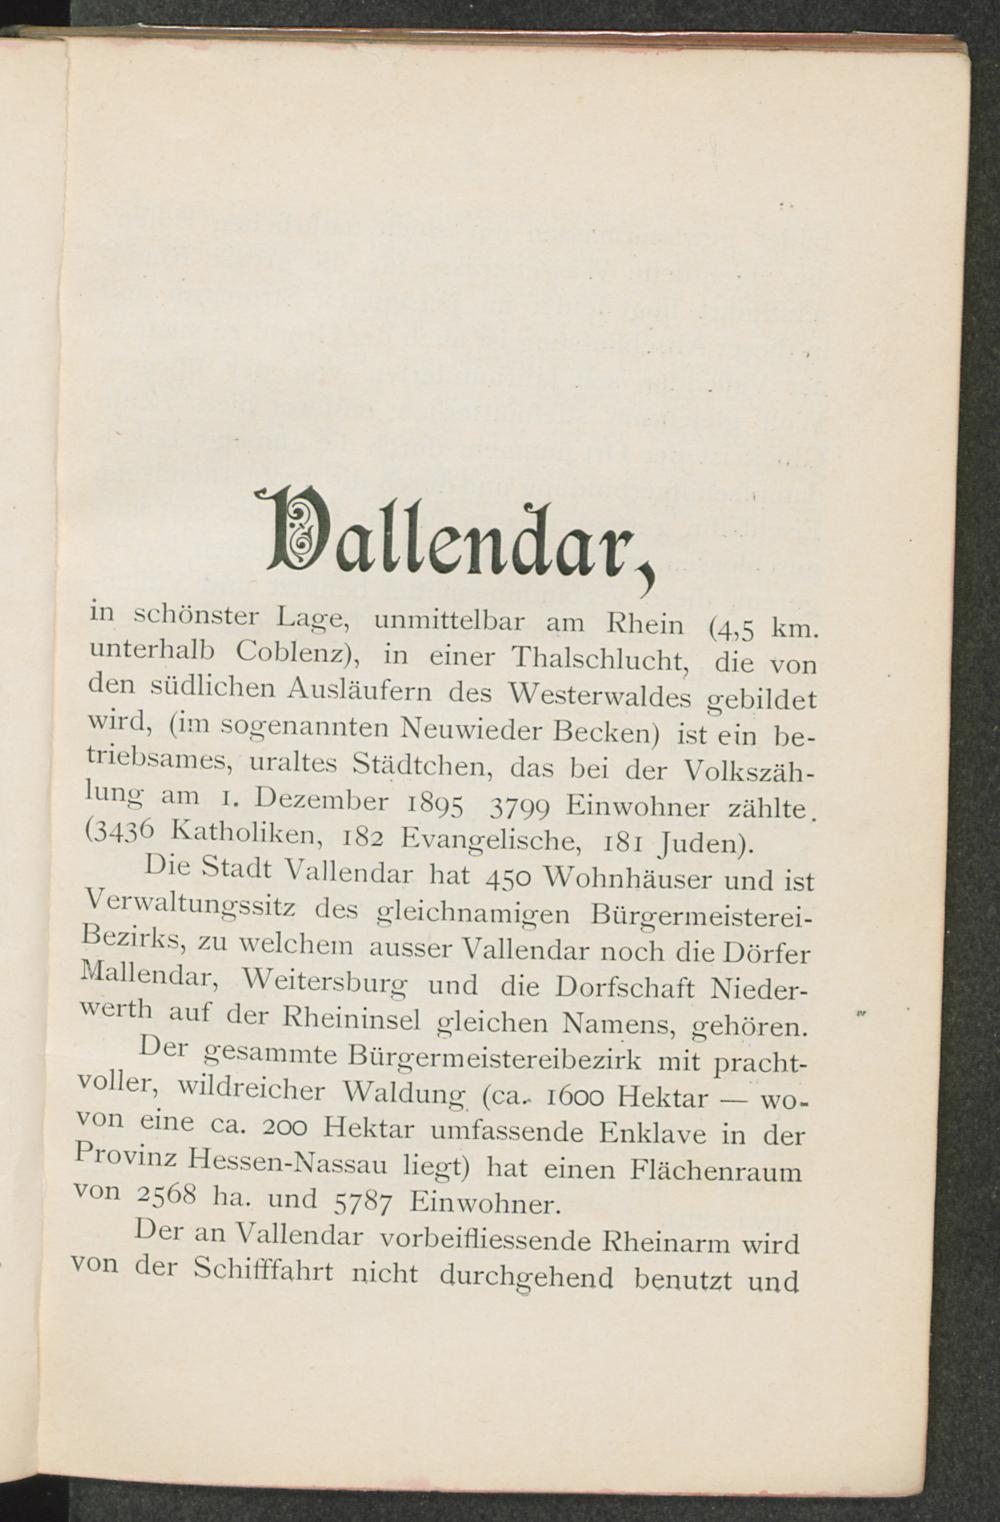 Vallendar,
in schönster Lage, unmittelbar am Rhein (4,5 km.
unterhalb Coblenz), in einer Thalschlucht, die von
den südlichen Ausläufern des Westerwaldes gebildet
wird, (im sogenannten Neuwieder Becken) ist ein be-
triebsames, uraltes Städtchen, das bei der Volkszäh-
lung am 1. Dezember 1895 3799 Einwohner zählte.
(3436 Katholiken, 182 Evangelische, 181 Juden).
Die Stadt Vallendar hat 450 Wohnhäuser und ist
Verwaltungssitz des gleichnamigen Bürgermeisterei-
Bezirks, zu welchem ausser Vallendar noch die Dörfer
Mallendar, Weitersburg und die Dorfschaft Nieder-
werth auf der Rheininsel gleichen Namens, gehören.
Der gesammte Bürgermeistereibezirk mit pracht-
voller, wildreicher Waldung (ca. 1600 Hektar — wo-
von eine ca. 200 Hektar umfassende Enklave in der
Provinz Hessen-Nassau liegt) hat einen Flächenraum
von 2568 ha. und 5787 Einwohner.
Der an Vallendar vorbeifliessende Rheinarm wird
von der Schifffahrt nicht durchgehend benutzt und